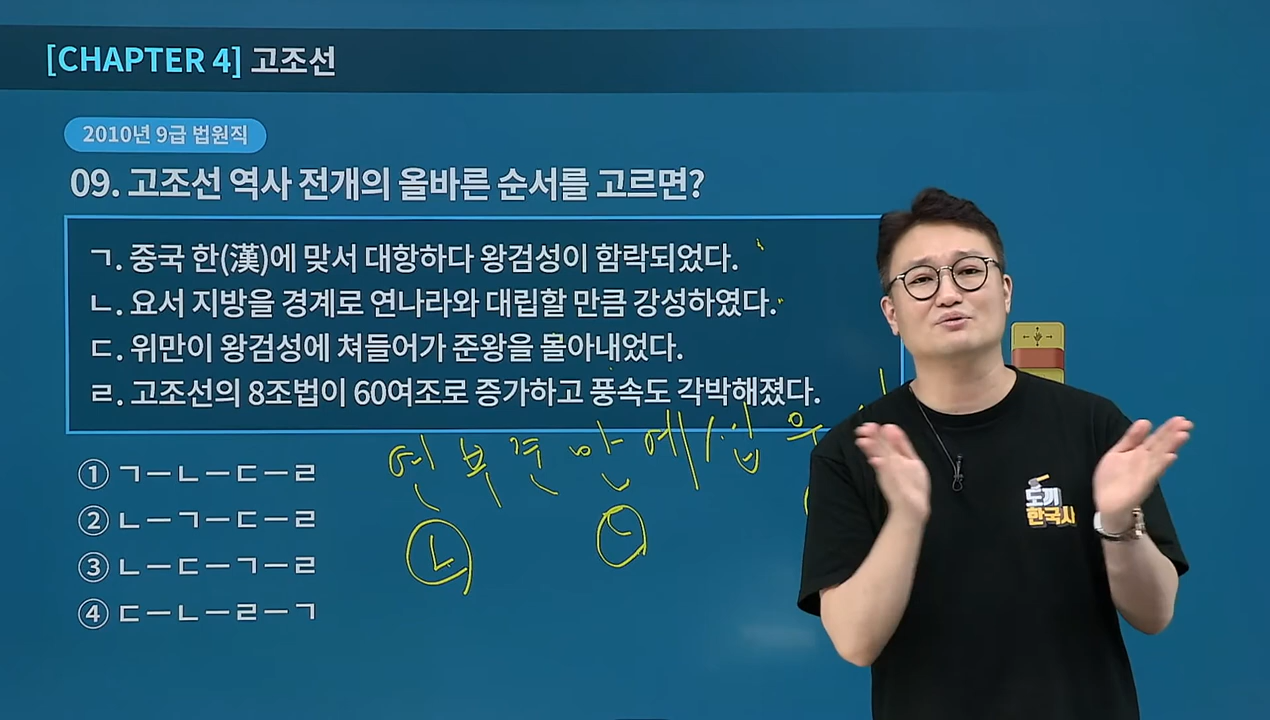 [CHAPTER 4] 고조선
2010년 9급 법원직
09. 고조선 역사 전개의 올바른 순서를 고르면?
ㄱ. 중국 한(漢)에 맞서 대항하다 왕검성이 함락되었다.
ㄴ. 요서 지방을 경계로 연나라와 대립할 만큼 강성하였다.
ㄷ. 위만이 왕검성에 쳐들어가 준왕을 몰아내었다.
ㄹ. 고조선의 8조법이 60여조로 증가하고 풍속도 각박해졌다.
연 부 준 만 예 섭 우
ㄴ ㄷ
① ㄱ－ㄴ－ㄷ－ㄹ
② ㄴ－ㄱ－ㄷ－ㄹ
③ ㄴ－ㄷ－ㄱ－ㄹ
④ ㄷ－ㄴ－ㄹ－ㄱ
도끼
한국사